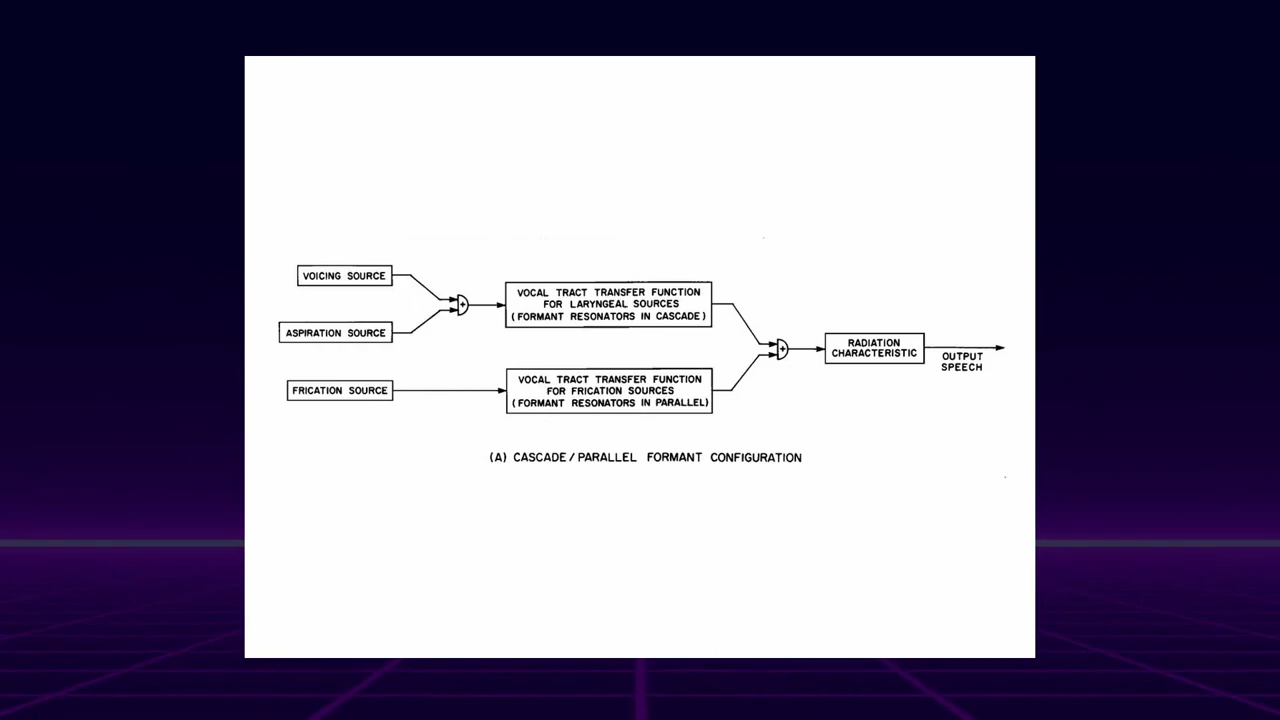 VOICING SOURCE
ASPIRATION SOURCE
FRICATION SOURCE
+
VOCAL TRACT TRANSFER FUNCTION
FOR LARYNGEAL SOURCES
(FORMANT RESONATORS IN CASCADE)
VOCAL TRACT TRANSFER FUNCTION
FOR FRICATION SOURCES
(FORMANT RESONATORS IN PARALLEL)
+
RADIATION
CHARACTERISTIC
OUTPUT
SPEECH
(A) CASCADE/PARALLEL FORMANT CONFIGURATION